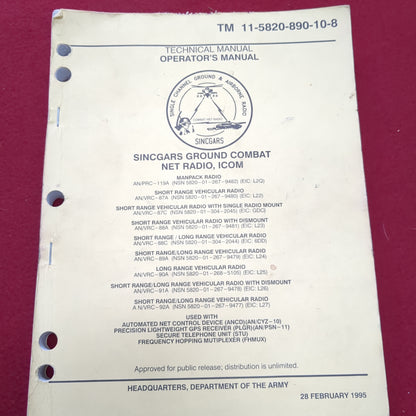 TM 11-5820-890-10-8
TECHNICAL MANUAL
OPERATOR'S MANUAL
SINGLE CHANNEL GROUND & AIRBORNE RADIO
COMBAT NET RADIO
SINCGARS
SINCGARS GROUND COMBAT
NET RADIO, ICOM
MANPACK RADIO
AN/PRC-119A (NSN 5820-01-267-9482) (EIC: L2Q)
SHORT RANGE VEHICULAR RADIO
AN/VRC-87A (NSN 5820-01-267-9480) (EIC: L22)
SHORT RANGE VEHICULAR RADIO WITH SINGLE RADIO MOUNT
AN/VRC-87C (NSN 5820-01-304-2045) (EIC: GDC)
SHORT RANGE VEHICULAR RADIO WITH DISMOUNT
AN/VRC-88A (NSN 5820-01-267-9481) (EIC: L23)
SHORT RANGE / LONG RANGE VEHICULAR RADIO
AN/VRC-88C (NSN 5820-01-304-2044) (EIC: 8DD)
SHORT RANGE/LONG RANGE VEHICULAR RADIO
AN/VRC-89A (NSN 5820-01-267-9479) (EIC: L24)
LONG RANGE VEHICULAR RADIO
AN/VRC-90A (NSN 5820-01-268-5105) (EIC: L25)
SHORT RANGE/LONG RANGE VEHICULAR RADIO WITH DISMOUNT
AN/VRC-91A (NSN 5820-01-267-9478) (EIC: L26)
SHORT RANGE / LONG RANGE VEHICULAR RADIO
AN/VRC-92A (NSN 5820-01-267-9477) (EIC: L27)
USED WITH
AUTOMATED NET CONTROL DEVICE (ANCD)(AN/CYZ-10)
PRECISION LIGHTWEIGHT GPS RECEIVER (PLGR)(AN/PSN-11)
SECURE TELEPHONE UNIT (STU)
FREQUENCY HOPPING MUTIPLEXER (FHMUX)
Approved for public release; distribution is unlimited.
HEADQUARTERS, DEPARTMENT OF THE ARMY
28 FEBRUARY 1995